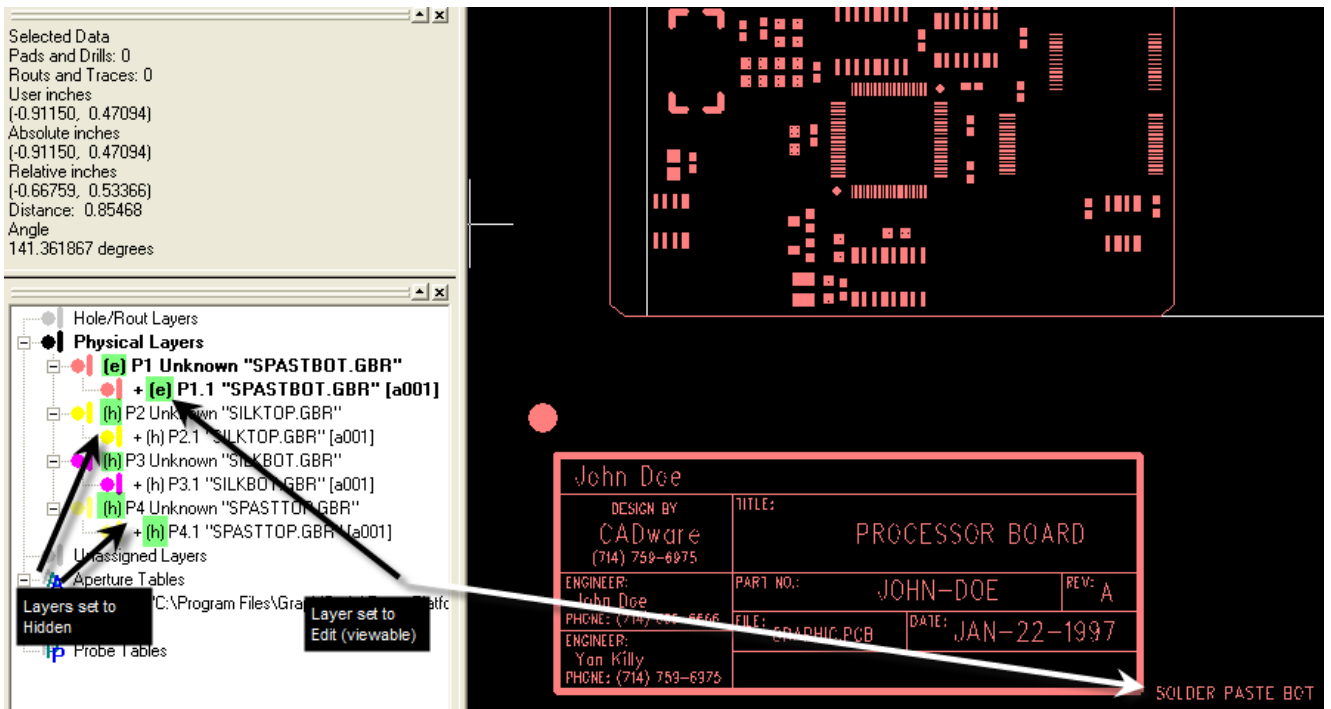 Selected Data
Pads and Drills: 0
Routs and Traces: 0
User inches
(-0.91150, 0.47094)
Absolute inches
(-0.91150, 0.47094)
Relative inches
(-0.66759, 0.53366)
Distance: 0.85468
Angle
141.361867 degrees
Hole/Rout Layers
Physical Layers
(e) P1 Unknown "SPASTBOT.GBR"
+ (e) P1.1 "SPASTBOT.GBR" [a001]
(h) P2 Unknown "SILKTOP.GBR"
+ (h) P2.1 "SILKTOP.GBR" [a001]
(h) P3 Unknown "SILKBOT.GBR"
+ (h) P3.1 "SILKBOT.GBR" [a001]
(h) P4 Unknown "SPASTTOP.GBR"
+ (h) P4.1 "SPASTTOP.GBR" [a001]
Unassigned Layers
Aperture Tables
"C:\Program Files\Gra
Probe Tables
Layers set to
Hidden
Layer set to
Edit (viewable)
John Doe
DESIGN BY
CADware
(714) 759-6975
TITLE:
PROCESSOR BOARD
ENGINEER:
John Doe
PHONE: (714)
PART NO.:
JOHN-DOE
REV:
A
FILE:
GRAPHIC.PCB
DATE:
JAN-22-1997
ENGINEER:
Yan Killy
PHONE: (714) 759-6975
SOLDER PASTE BOT